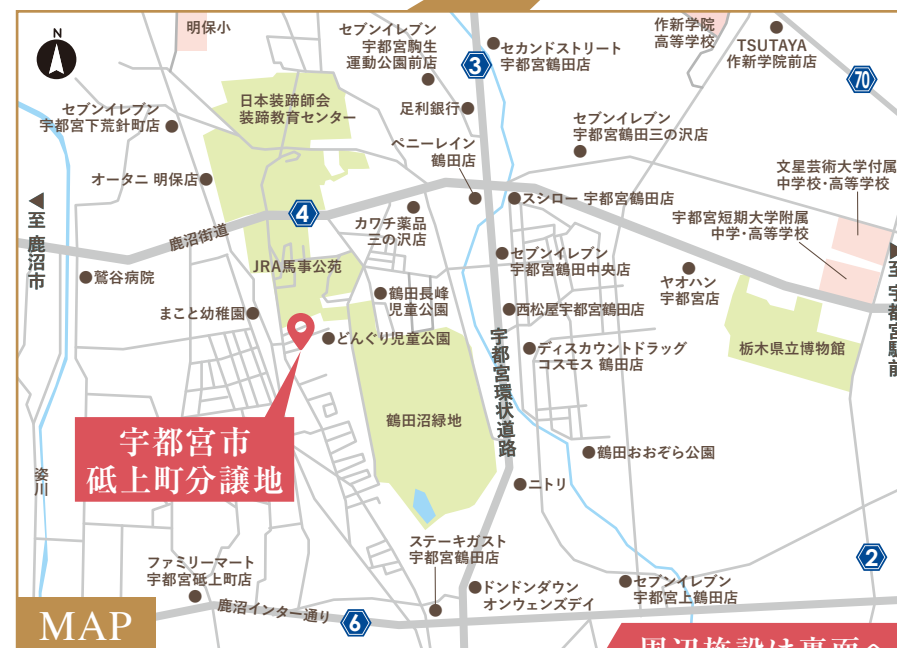 明保小
N
セブンイレブン
宇都宮駒生
運動公園前店
セカンドストリート
宇都宮鶴田店
3
作新学院
高等学校
TSUTAYA
作新学院前店
70
日本装蹄師会
装蹄教育センター
セブンイレブン
宇都宮下荒針町店
足利銀行
セブンイレブン
宇都宮鶴田三の沢店
ペニーレイン
鶴田店
文星芸術大学付属
中学校・高等学校
オータニ 明保店
スシロー 宇都宮鶴田店
◀至 鹿沼市
4
鹿沼街道
カワチ薬品
三の沢店
宇都宮短期大学附属
中学・高等学校
鷲谷病院
JRA馬事公苑
セブンイレブン
宇都宮鶴田中央店
ヤオハン
宇都宮店
▶至 宇都宮駅前
まこと幼稚園
鶴田長峰
児童公園
西松屋宇都宮鶴田店
どんぐり児童公園
宇都宮環状道路
ディスカウントドラッグ
コスモス 鶴田店
栃木県立博物館
宇都宮市
砥上町分譲地
鶴田沼緑地
鶴田おおぞら公園
姿川
ニトリ
ステーキガスト
宇都宮鶴田店
2
ファミリーマート
宇都宮砥上町店
ドンドンダウン
オンウェンズデイ
セブンイレブン
宇都宮上鶴田店
鹿沼インター通り
6
MAP
周辺施設は裏面へ